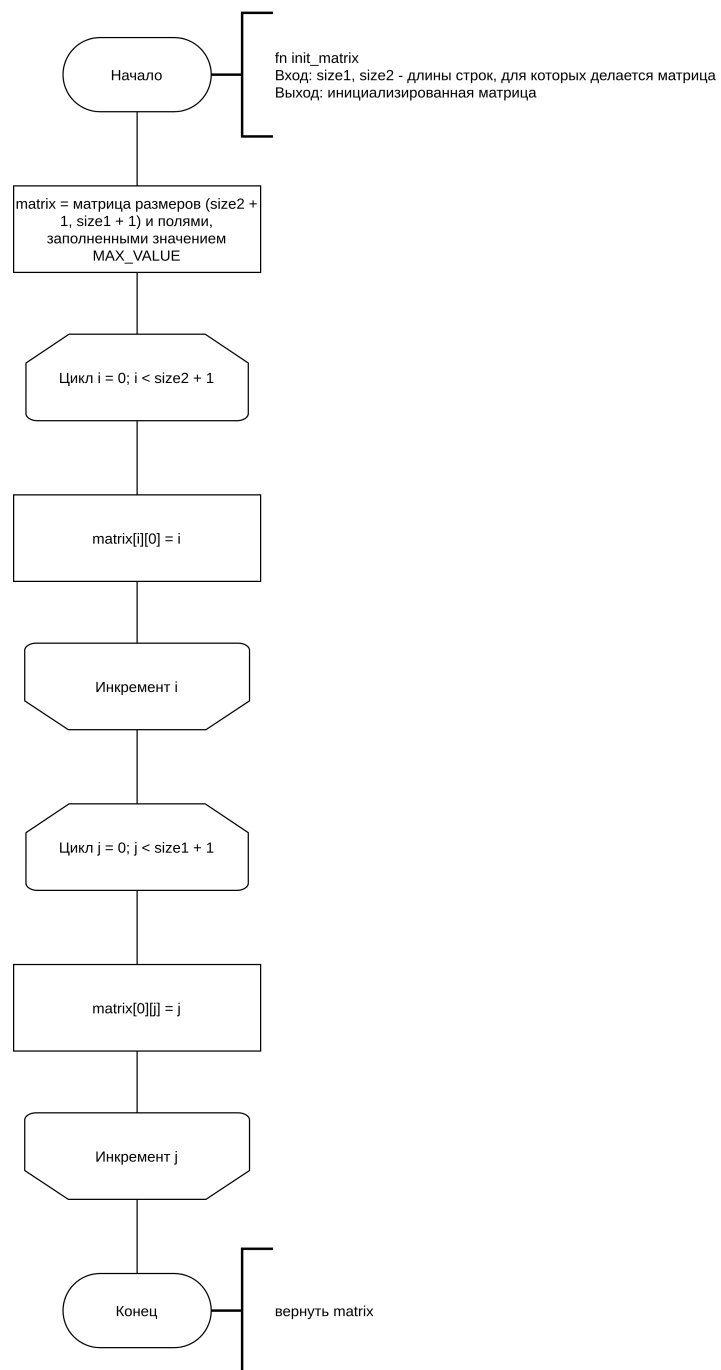 Начало
fn init_matrix
Вход: size1, size2 - длины строк, для которых делается матрица
Выход: инициализированная матрица
matrix = матрица размеров (size2 +
1, size1 + 1) и полями,
заполненными значением
MAX_VALUE
Цикл i = 0; i < size2 + 1
matrix[i][0] = i
Инкремент i
Цикл j = 0; j < size1 + 1
matrix[0][j] = j
Инкремент j
Конец
вернуть matrix